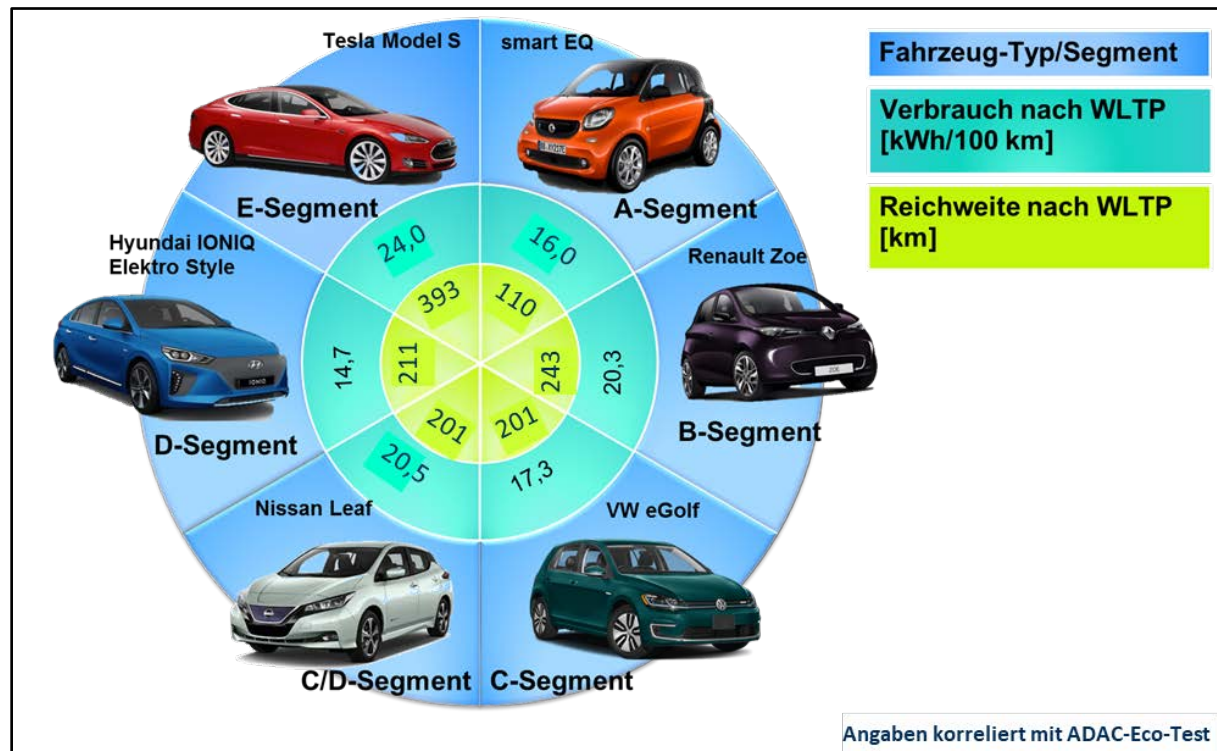 Tesla Model S
smart EQ
E-Segment
A-Segment
24,0
16,0
393
110
Hyundai IONIQ
Elektro Style
Renault Zoe
14,7
211
243
20,3
IONIQ
ZOE
D-Segment
B-Segment
201
201
20,5
17,3
Nissan Leaf
VW eGolf
C/D-Segment
C-Segment
Fahrzeug-Typ/Segment
Verbrauch nach WLTP
[kWh/100 km]
Reichweite nach WLTP
[km]
Angaben korreliert mit ADAC-Eco-Test